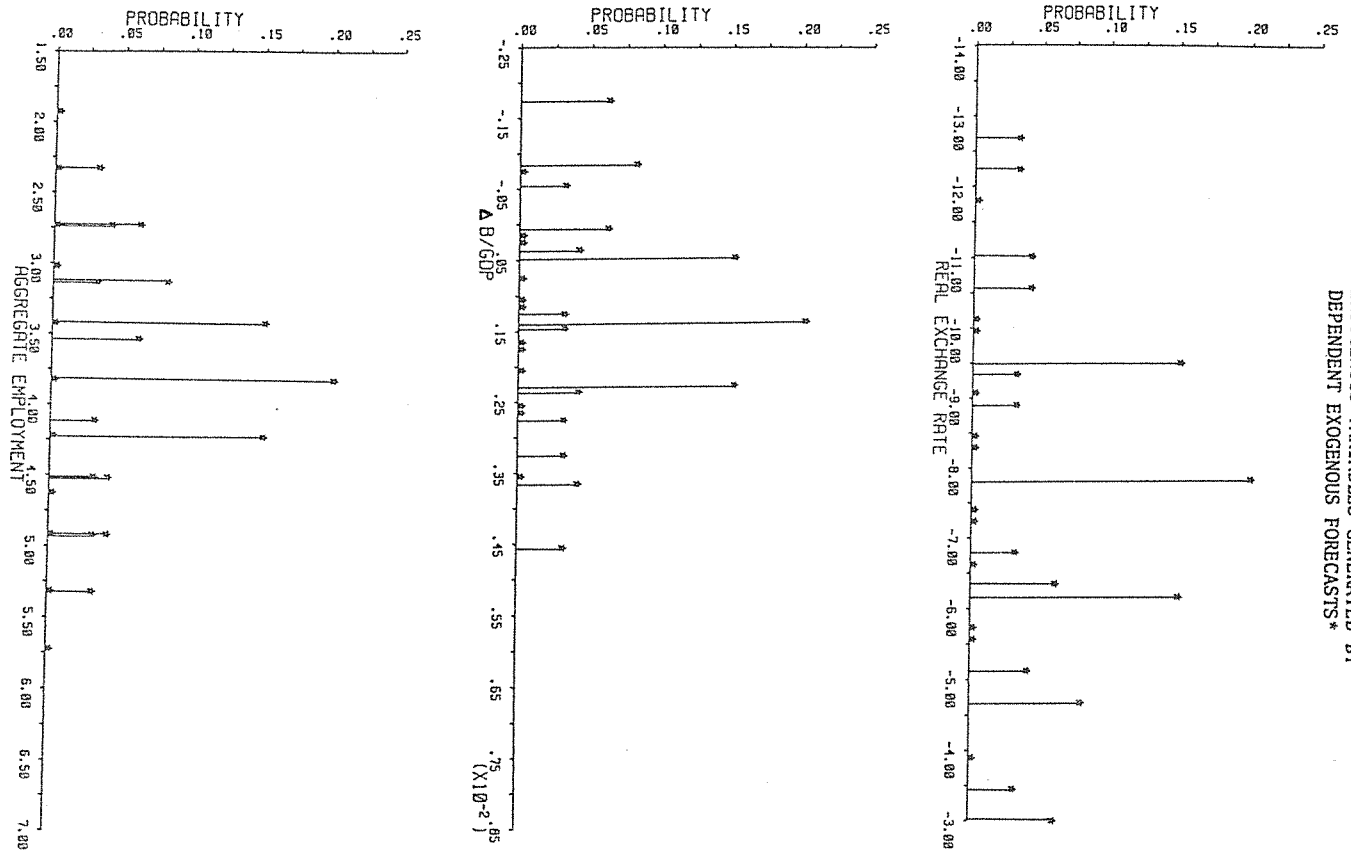 DEPENDENT EXOGENOUS FORECASTS*
PROBABILITY
.00 .05 .10 .15 .20 .25
-14.00 -13.00 -12.00 -11.00 -10.00 -9.00 -8.00 -7.00 -6.00 -5.00 -4.00 -3.00
REAL EXCHANGE RATE
PROBABILITY
.00 .05 .10 .15 .20 .25
-.25 -.15 -.05 .05 .15 .25 .35 .45 .55 .65 .75 .85
Δ B/GDP
(X10-2)
PROBABILITY
.00 .05 .10 .15 .20 .25
1.50 2.00 2.50 3.00 3.50 4.00 4.50 5.00 5.50 6.00 6.50 7.00
AGGREGATE EMPLOYMENT